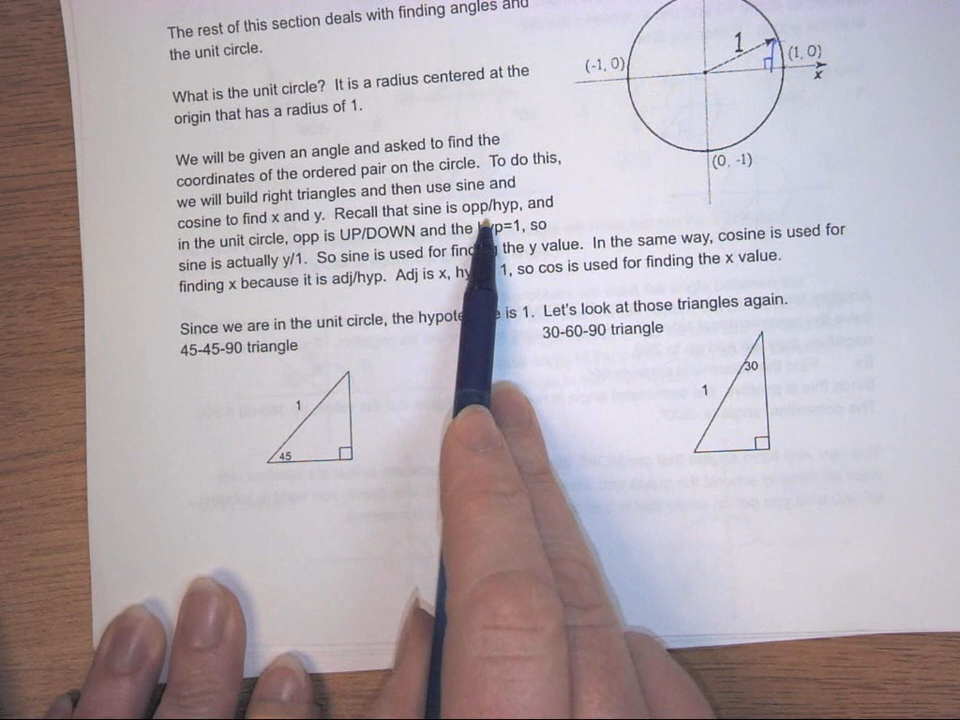 The rest of this section deals with finding angles and
the unit circle.
What is the unit circle? It is a radius centered at the
origin that has a radius of 1.
We will be given an angle and asked to find the
coordinates of the ordered pair on the circle. To do this,
we will build right triangles and then use sine and
cosine to find x and y. Recall that sine is opp/hyp, and
in the unit circle, opp is UP/DOWN and the hyp=1, so
sine is actually y/1. So sine is used for finding the y value. In the same way, cosine is used for
finding x because it is adj/hyp. Adj is x, 1, so cos is used for finding the x value.
Since we are in the unit circle, the hypotenuse is 1. Let's look at those triangles again.
45-45-90 triangle
30-60-90 triangle
1
(-1, 0)
(1, 0)
x
(0, -1)
1
45
1
30